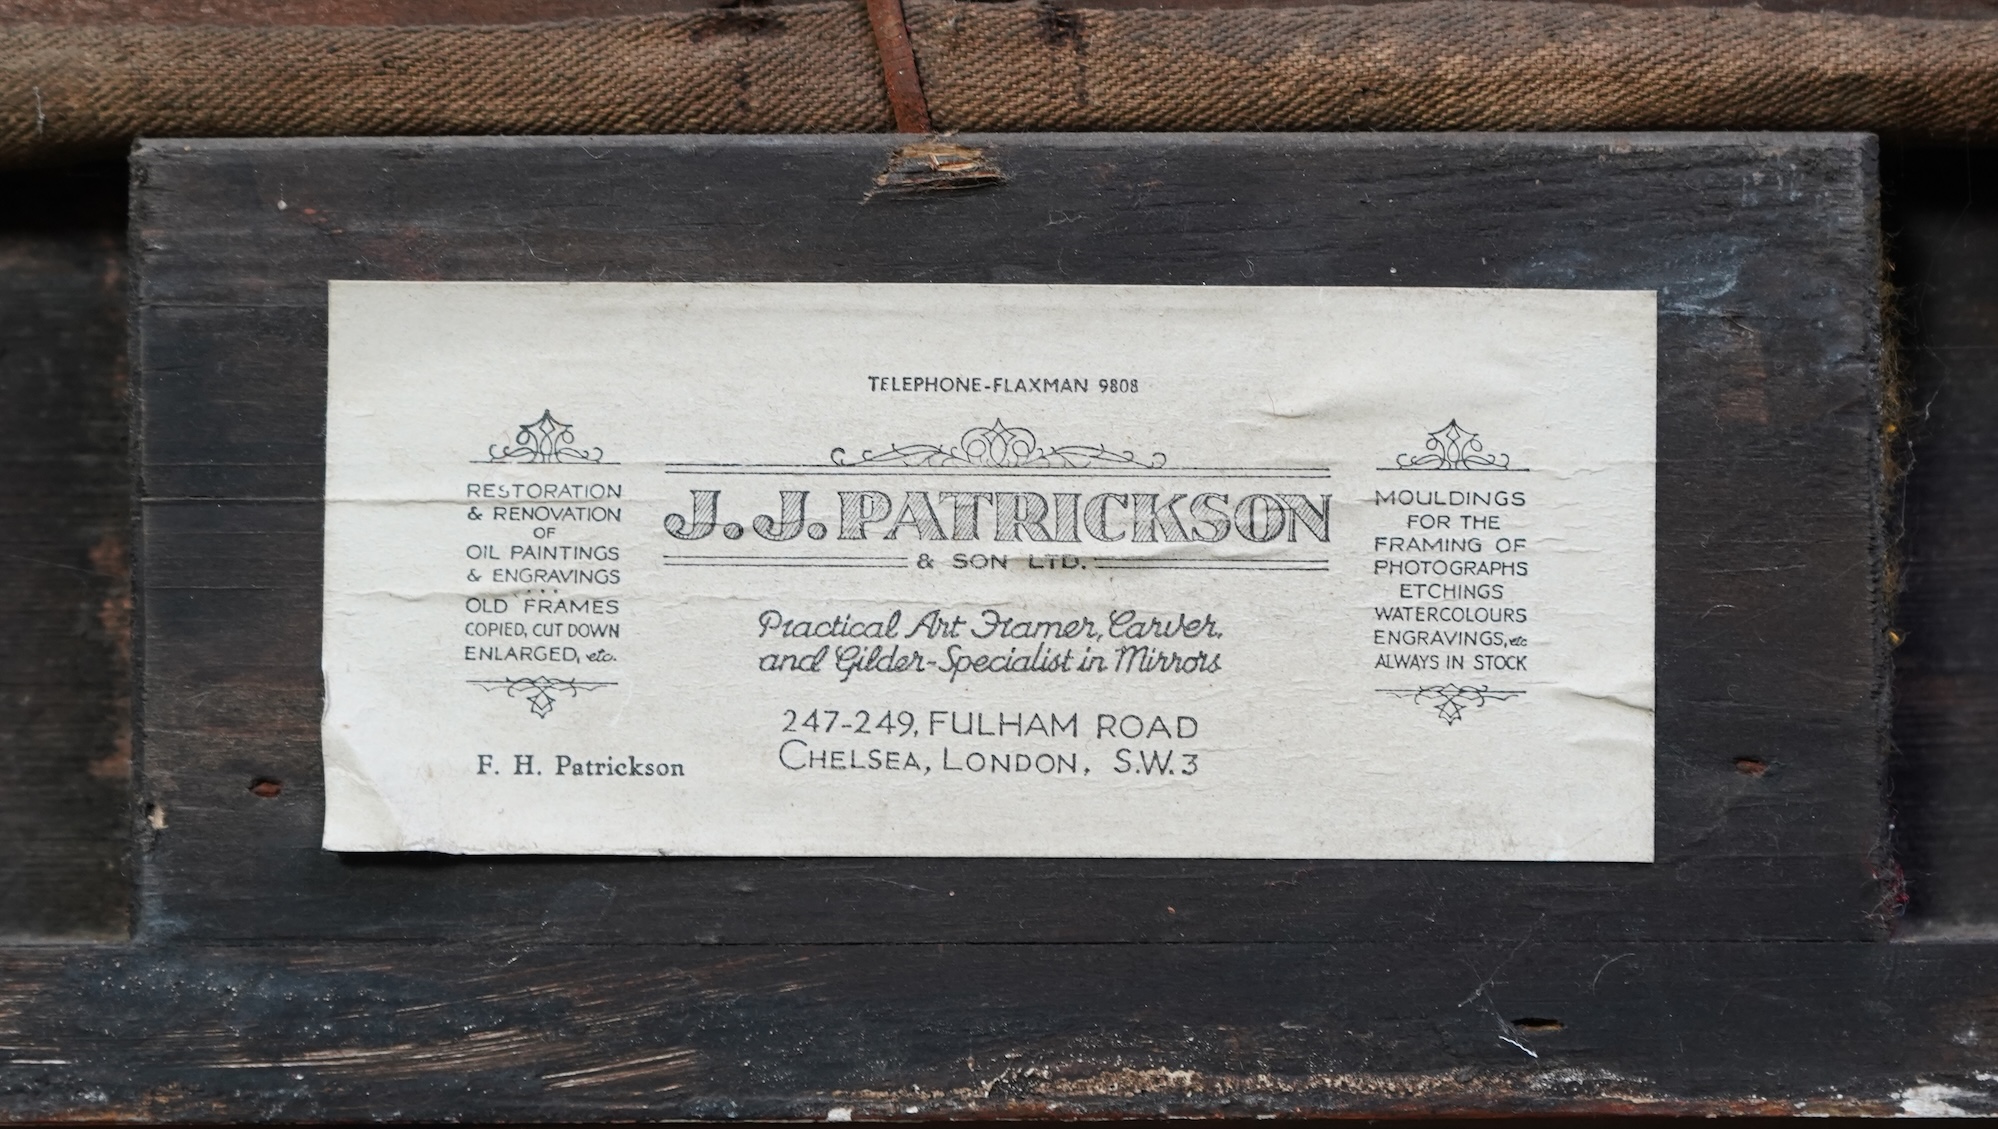 TELEPHONE-FLAXMAN 9808
RESTORATION
& RENOVATION
OF
OIL PAINTINGS
& ENGRAVINGS
...
OLD FRAMES
COPIED, CUT DOWN
ENLARGED, etc.
J. J. PATRICKSON
& SON LTD.
Practical Art Framer, Carver,
and Gilder-Specialist in Mirrors
247-249, FULHAM ROAD
CHELSEA, LONDON, S.W.3
MOULDINGS
FOR THE
FRAMING OF
PHOTOGRAPHS
ETCHINGS
WATERCOLOURS
ENGRAVINGS, etc
ALWAYS IN STOCK
F. H. Patrickson